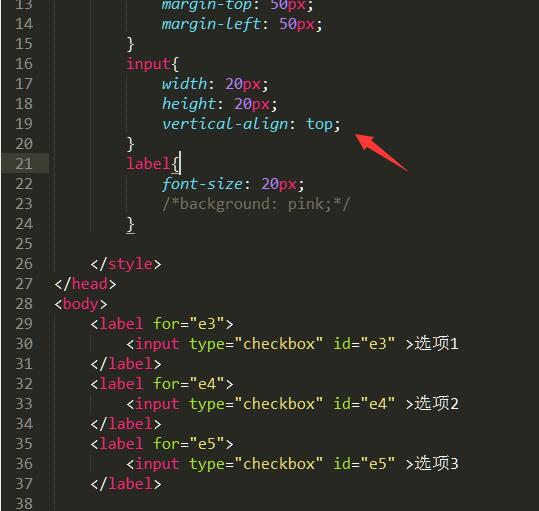 13 margin-top: 50px;
14 margin-left: 50px;
15 }
16 input{
17 width: 20px;
18 height: 20px;
19 vertical-align: top;
20 }
21 label{
22 font-size: 20px;
23 /*background: pink;*/
24 }
25
26 </style>
27 </head>
28 <body>
29 <label for="e3">
30 <input type="checkbox" id="e3" >选项1
31 </label>
32 <label for="e4">
33 <input type="checkbox" id="e4" >选项2
34 </label>
35 <label for="e5">
36 <input type="checkbox" id="e5" >选项3
37 </label>
38